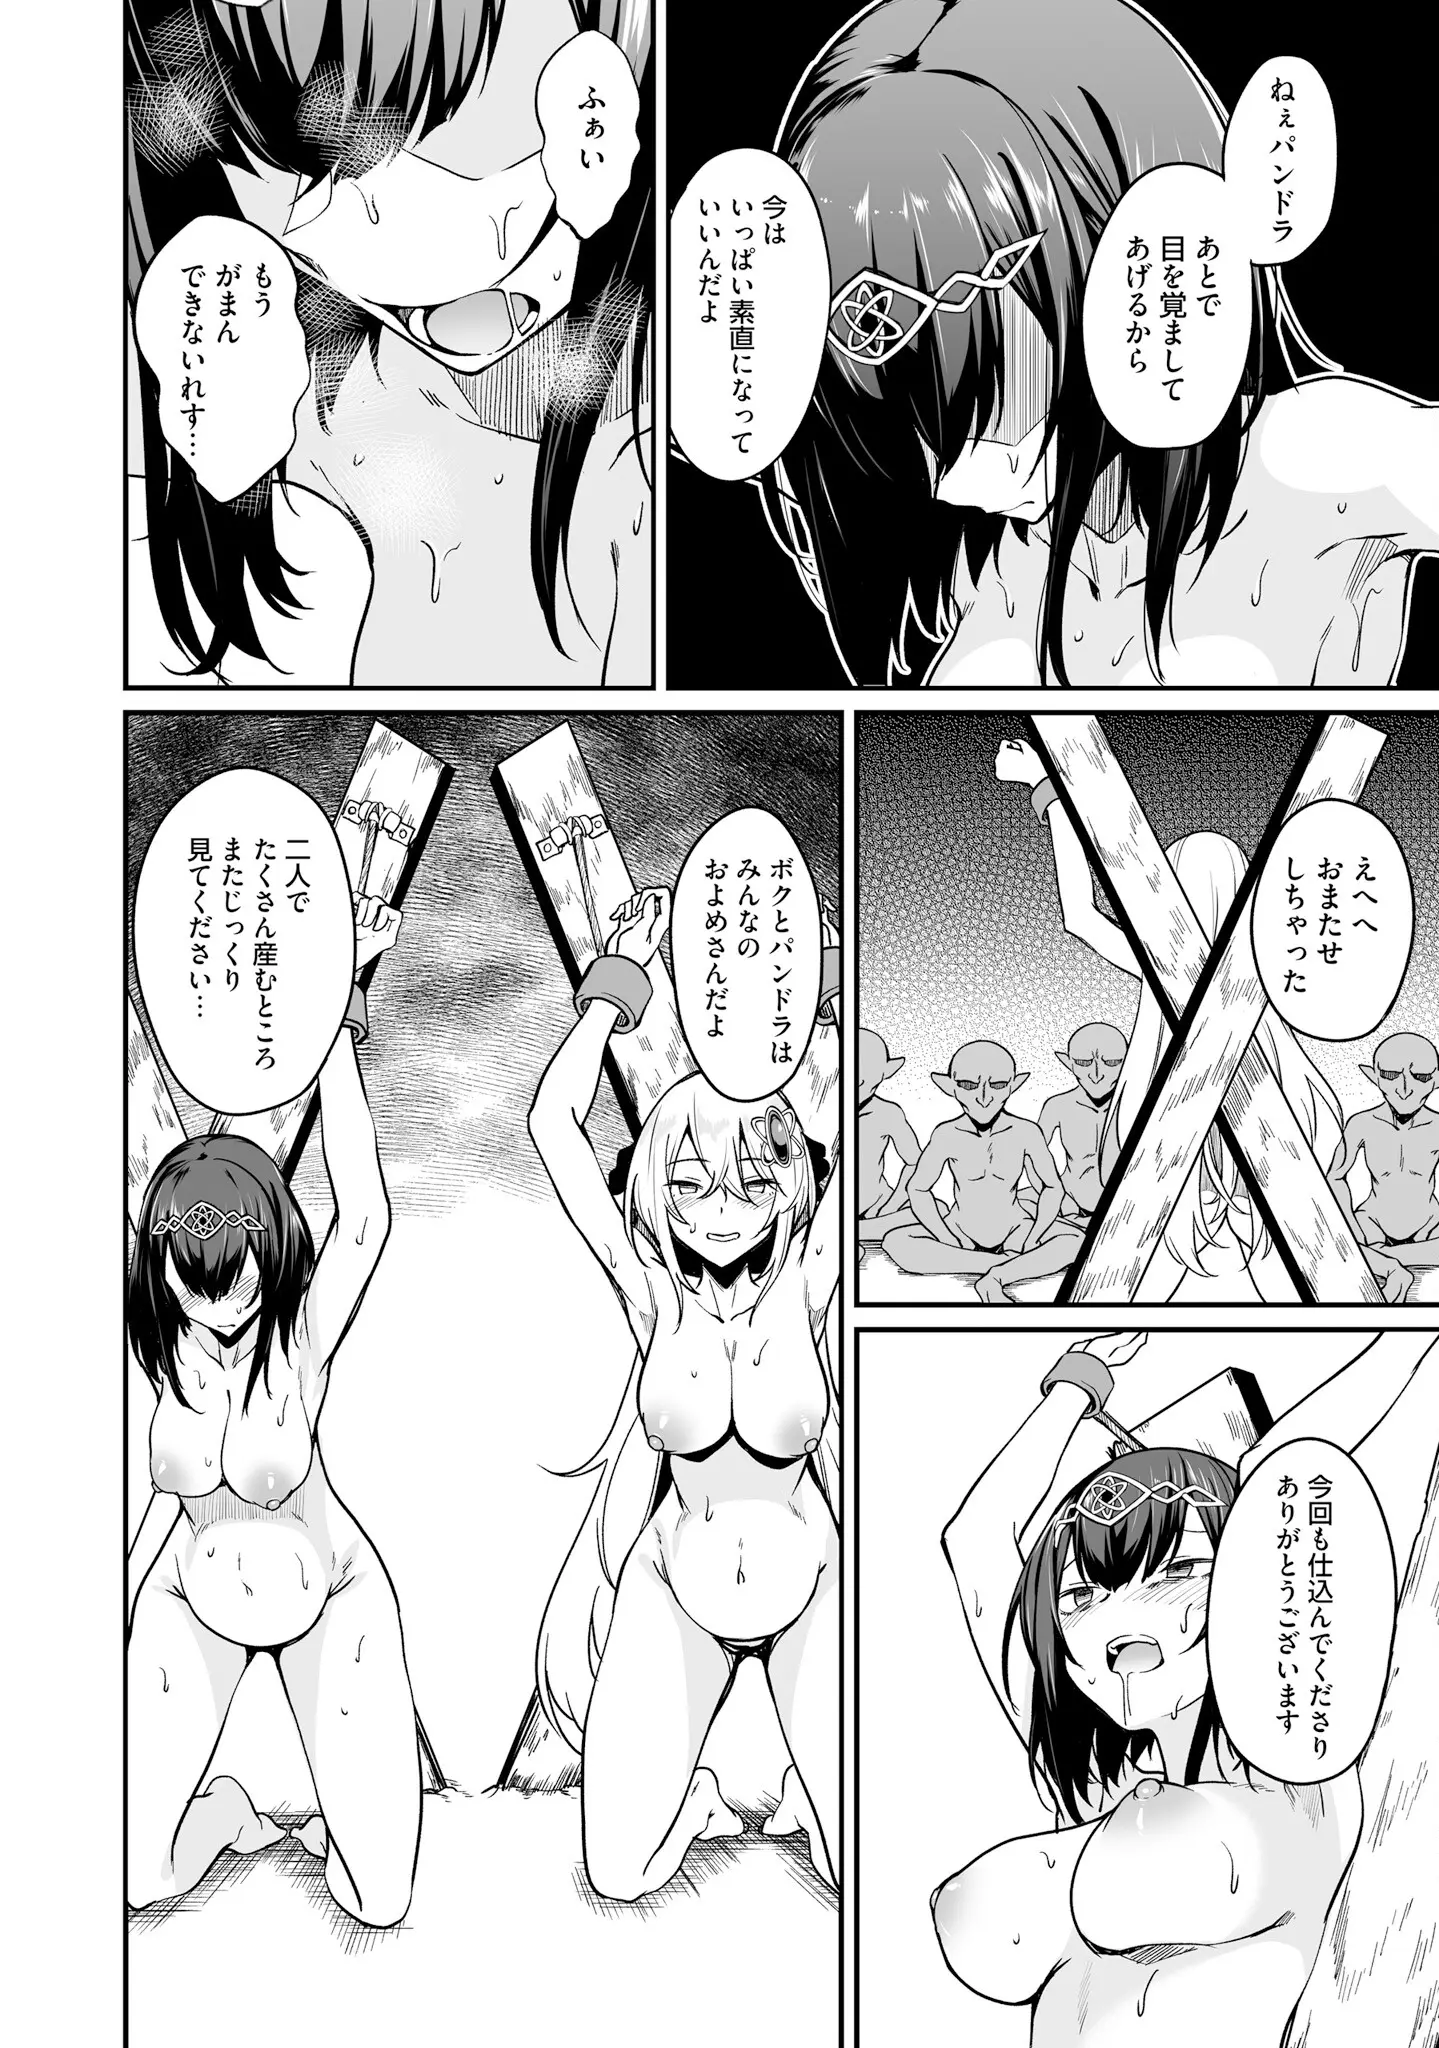 ねぇパンドラ
あとで
目を覚まして
あげるから
今は
いっぱい素直になって
いいんだよ
ふぁい
もう
がまん
できないれす…
えへへ
おまたせ
しちゃった
ボクとパンドラは
みんなの
およめさんだよ
二人で
たくさん産むところ
またじっくり
見てください…
今回も仕込んでくださり
ありがとうございます